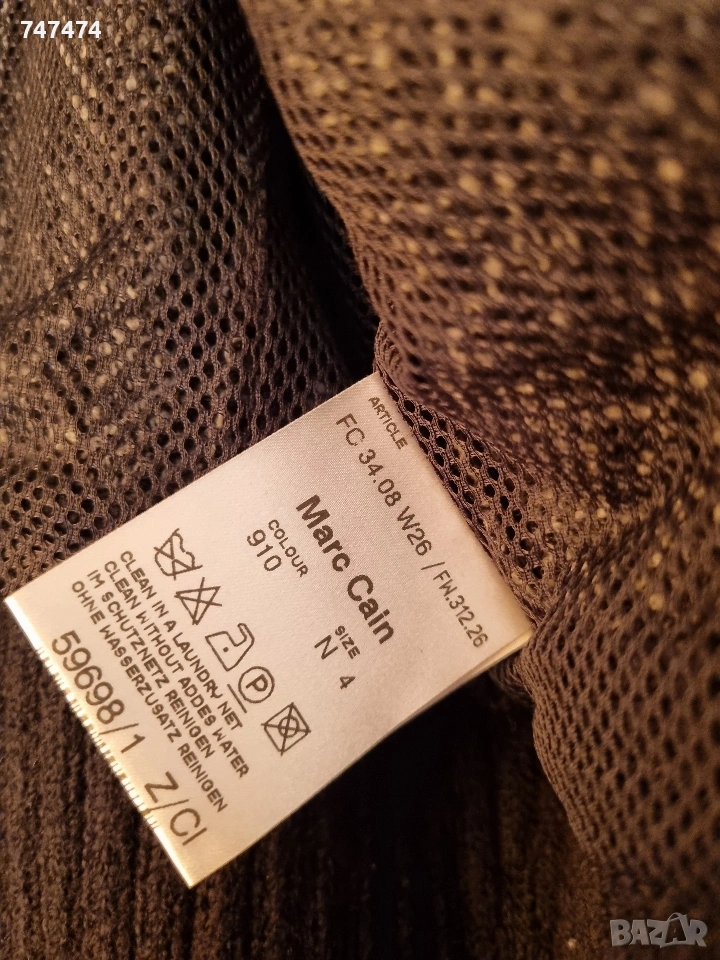 747474
ARTICLE
FC 34.08 W26 / FW.312.26
Marc Cain
COLOUR SIZE
910 N 4
P
CLEAN IN A LAUNDRY NET
CLEAN WITHOUT ADDES WATER
IM SCHUTZNETZ REINIGEN
OHNE WASSERZUSATZ REINIGEN
59698/1 Z/CI
BAZAR